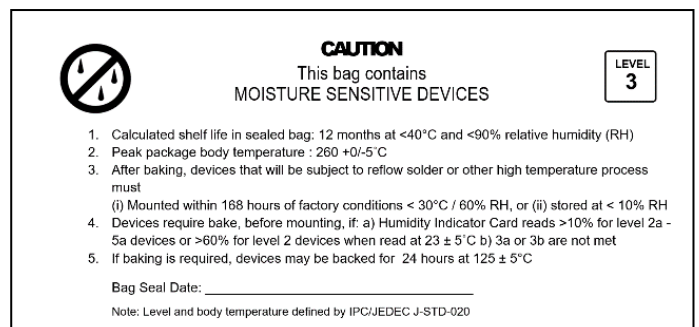 CAUTION
This bag contains
MOISTURE SENSITIVE DEVICES
LEVEL
3
1. Calculated shelf life in sealed bag: 12 months at <40°C and <90% relative humidity (RH)
2. Peak package body temperature : 260 +0/-5˚C
3. After baking, devices that will be subject to reflow solder or other high temperature process
must
(i) Mounted within 168 hours of factory conditions < 30°C / 60% RH, or (ii) stored at < 10% RH
4. Devices require bake, before mounting, if: a) Humidity Indicator Card reads >10% for level 2a -
5a devices or >60% for level 2 devices when read at 23 ± 5˚C b) 3a or 3b are not met
5. If baking is required, devices may be backed for 24 hours at 125 ± 5°C
Bag Seal Date: ____________________
Note: Level and body temperature defined by IPC/JEDEC J-STD-020